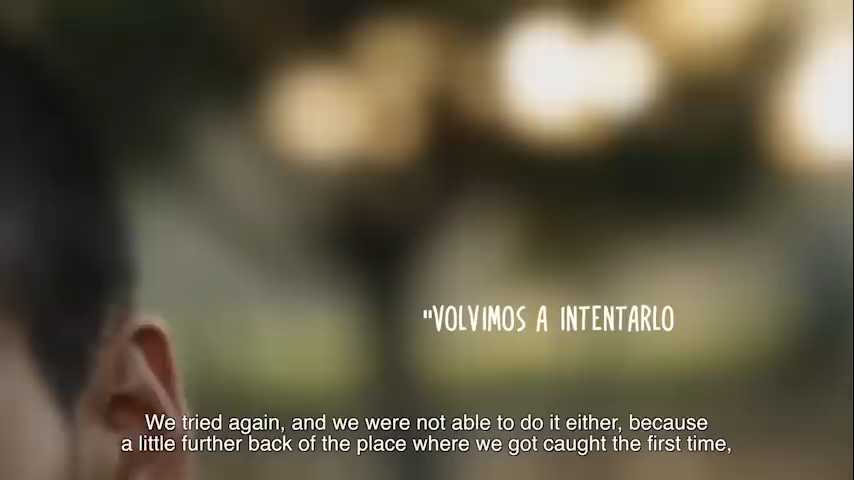 "VOLVIMOS A INTENTARLO
We tried again, and we were not able to do it either, because
a little further back of the place where we got caught the first time,